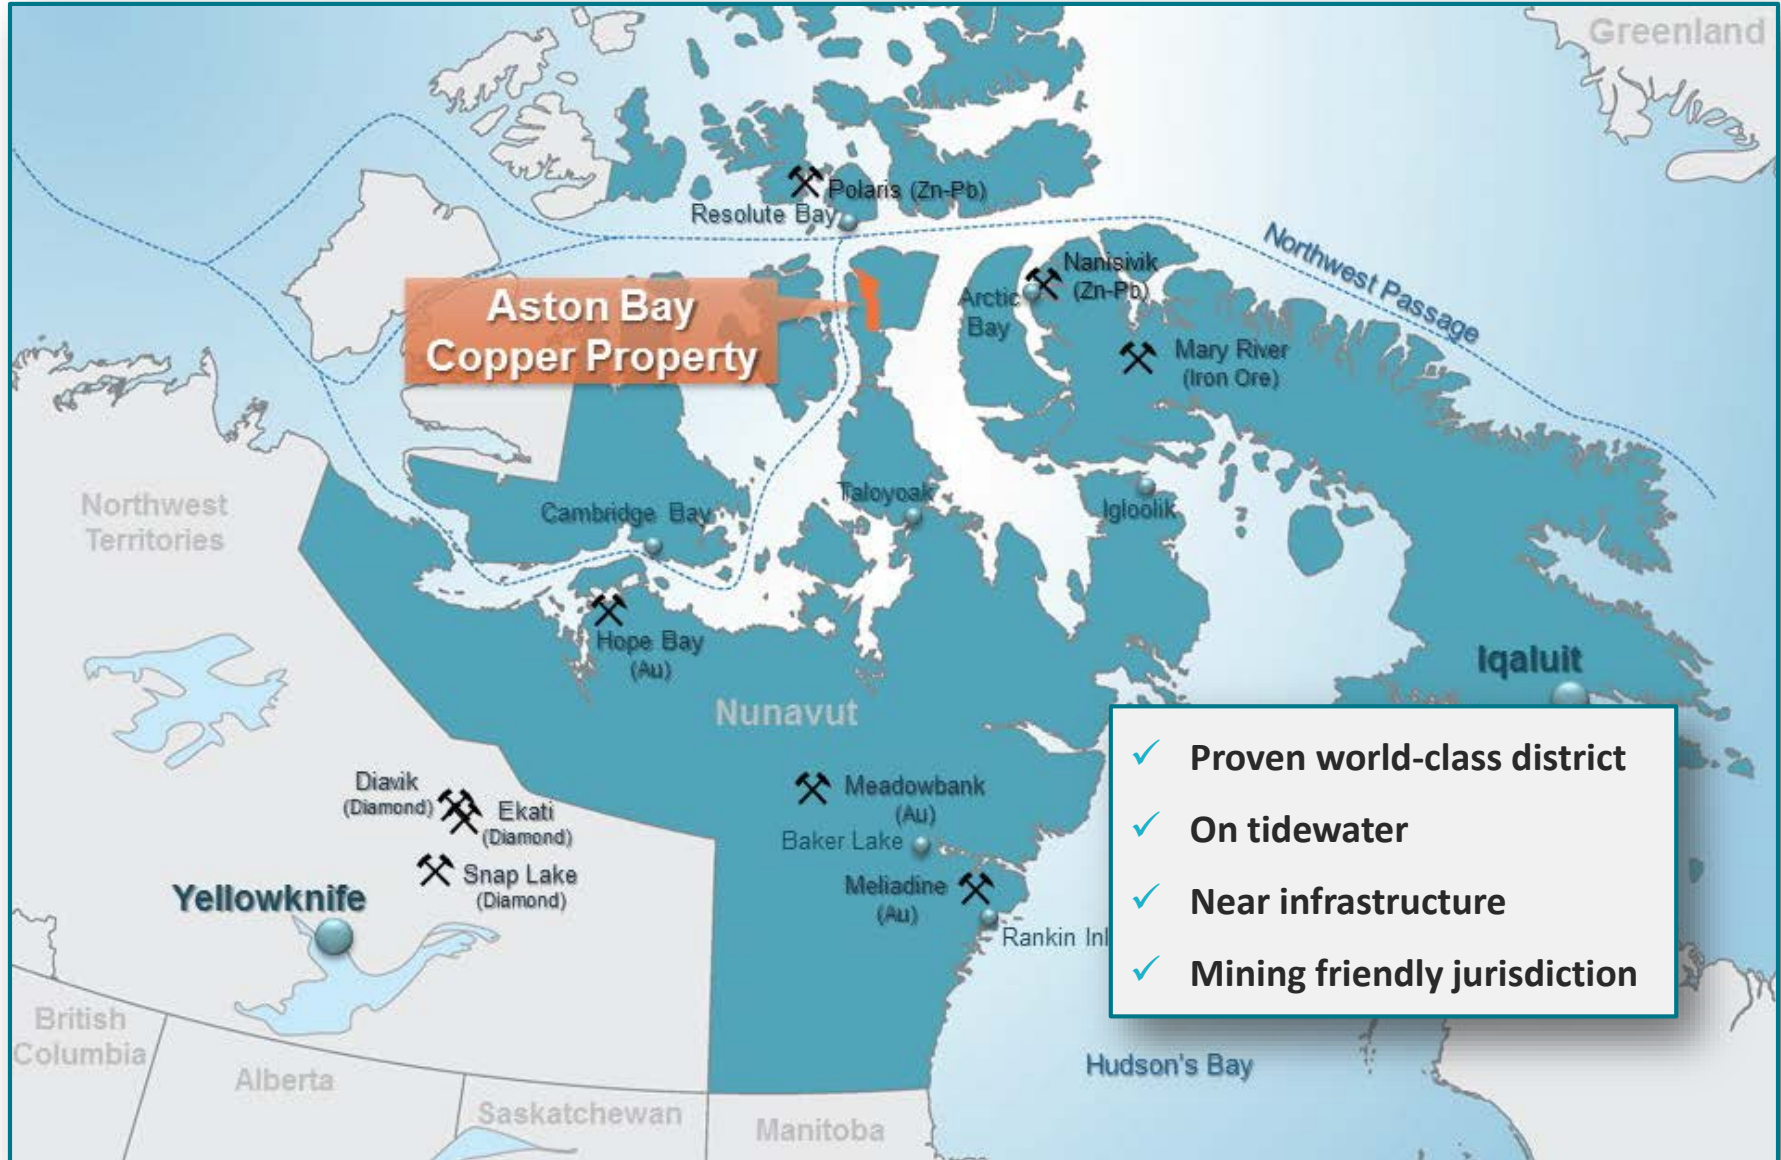 Greenland
Polaris (Zn-Pb)
Resolute Bay
Northwest Passage
Nanisivik
(Zn-Pb)
Arctic
Bay
Aston Bay
Copper Property
Mary River
(Iron Ore)
Northwest
Territories
Cambridge Bay
Taloyoak
Igloolik
Hope Bay
(Au)
Iqaluit
Nunavut
Diavik
(Diamond)
Ekati
(Diamond)
Snap Lake
(Diamond)
Yellowknife
Meadowbank
(Au)
Baker Lake
Meliadine
(Au)
Rankin
✓ Proven world-class district
✓ On tidewater
✓ Near infrastructure
✓ Mining friendly jurisdiction
British
Columbia
Alberta
Saskatchewan
Manitoba
Hudson's Bay